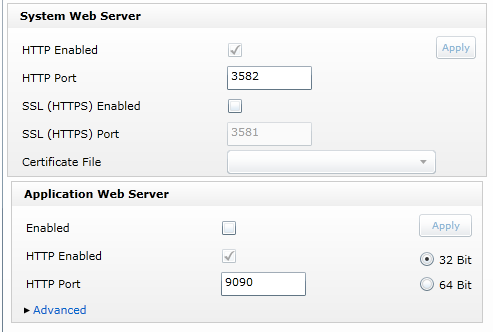 System Web Server
HTTP Enabled
Apply
HTTP Port 3582
SSL (HTTPS) Enabled
SSL (HTTPS) Port 3581
Certificate File
Application Web Server
Enabled
Apply
HTTP Enabled
32 Bit
HTTP Port 9090
64 Bit
Advanced